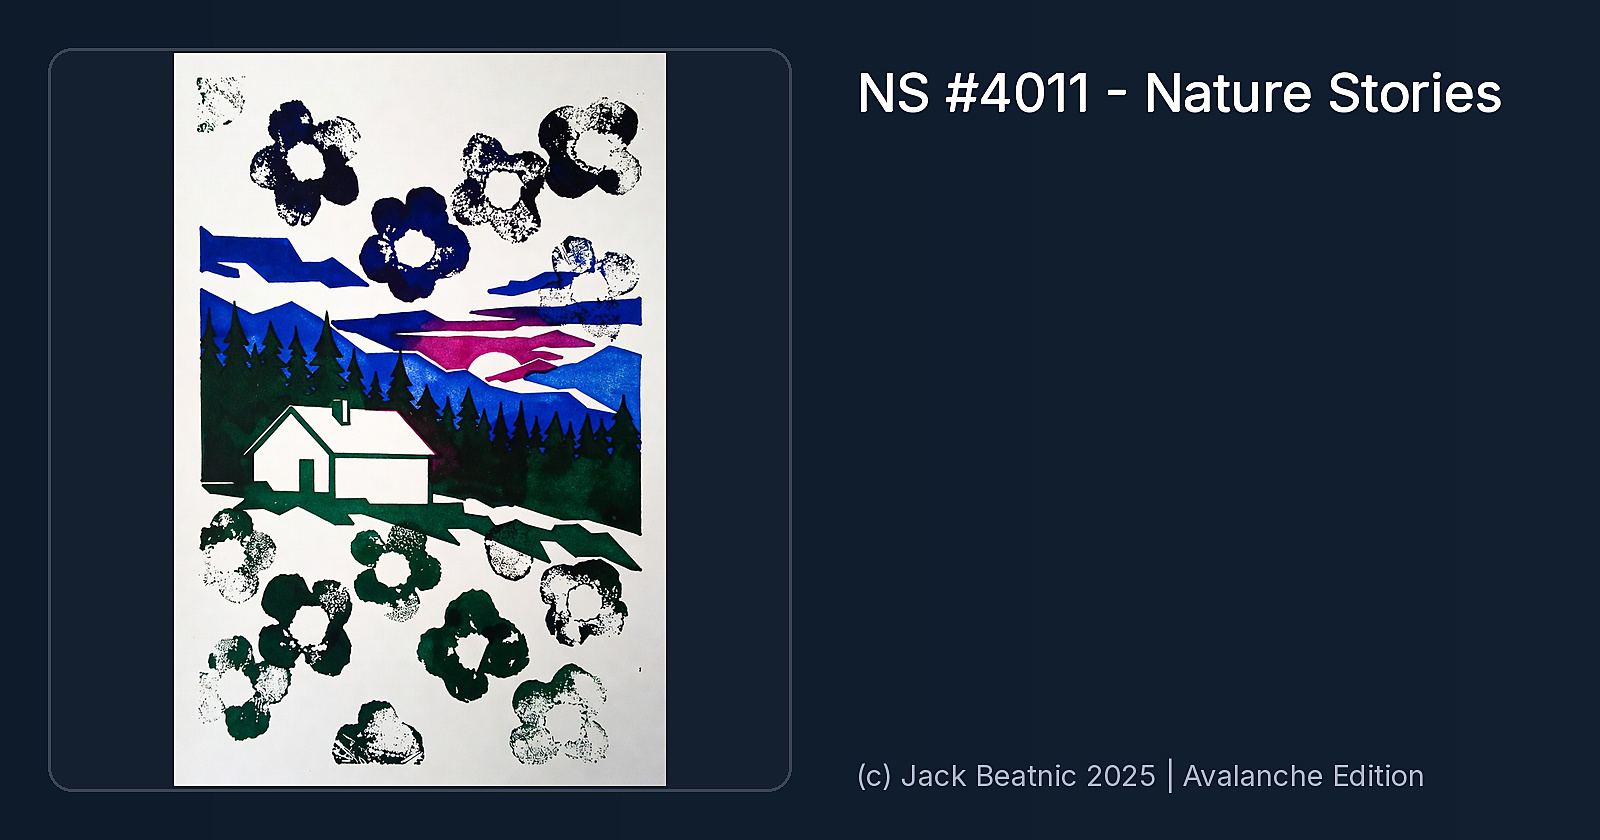 NS #4011 - Nature Stories
(c) Jack Beatnic 2025 | Avalanche Edition